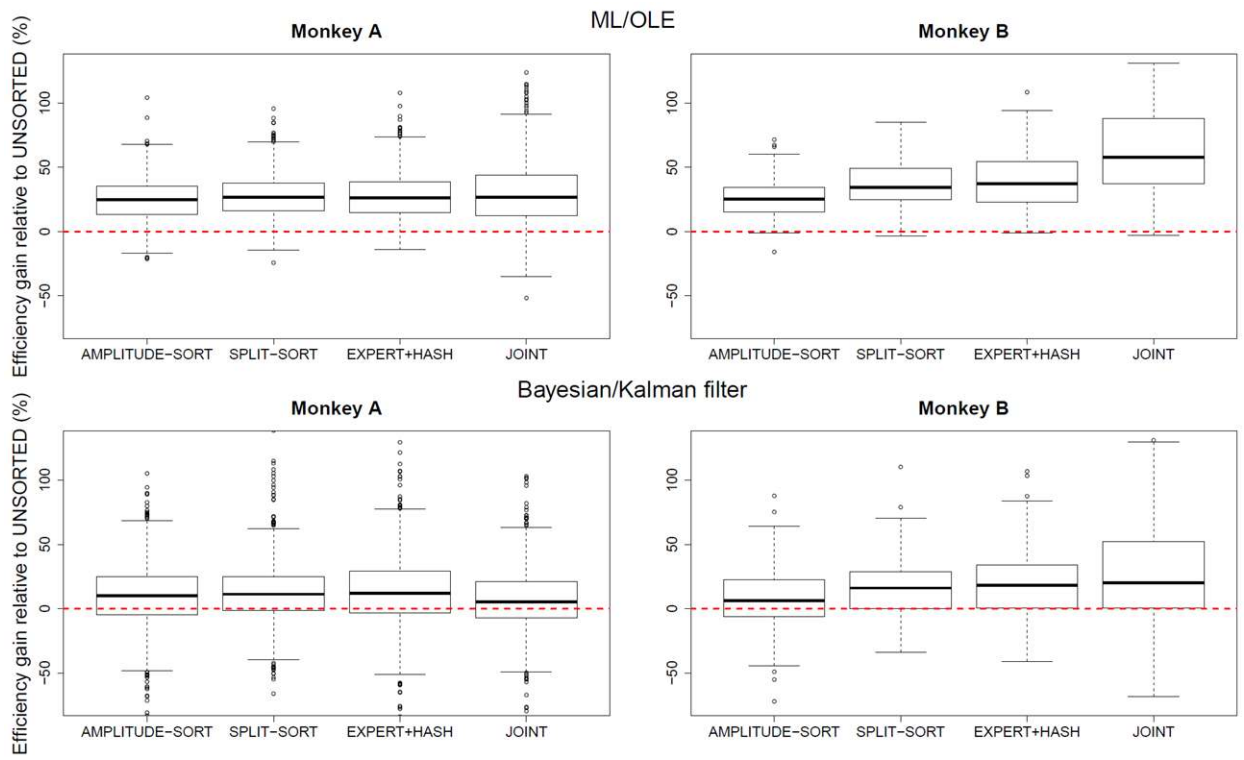 ML/OLE
Monkey A
Monkey B
Efficiency gain relative to UNSORTED (%)
100
50
0
−50
100
50
0
−50
AMPLITUDE−SORT SPLIT−SORT EXPERT+HASH JOINT
AMPLITUDE−SORT SPLIT−SORT EXPERT+HASH JOINT
Bayesian/Kalman filter
Monkey A
Monkey B
Efficiency gain relative to UNSORTED (%)
100
50
0
−50
100
50
0
−50
AMPLITUDE−SORT SPLIT−SORT EXPERT+HASH JOINT
AMPLITUDE−SORT SPLIT−SORT EXPERT+HASH JOINT